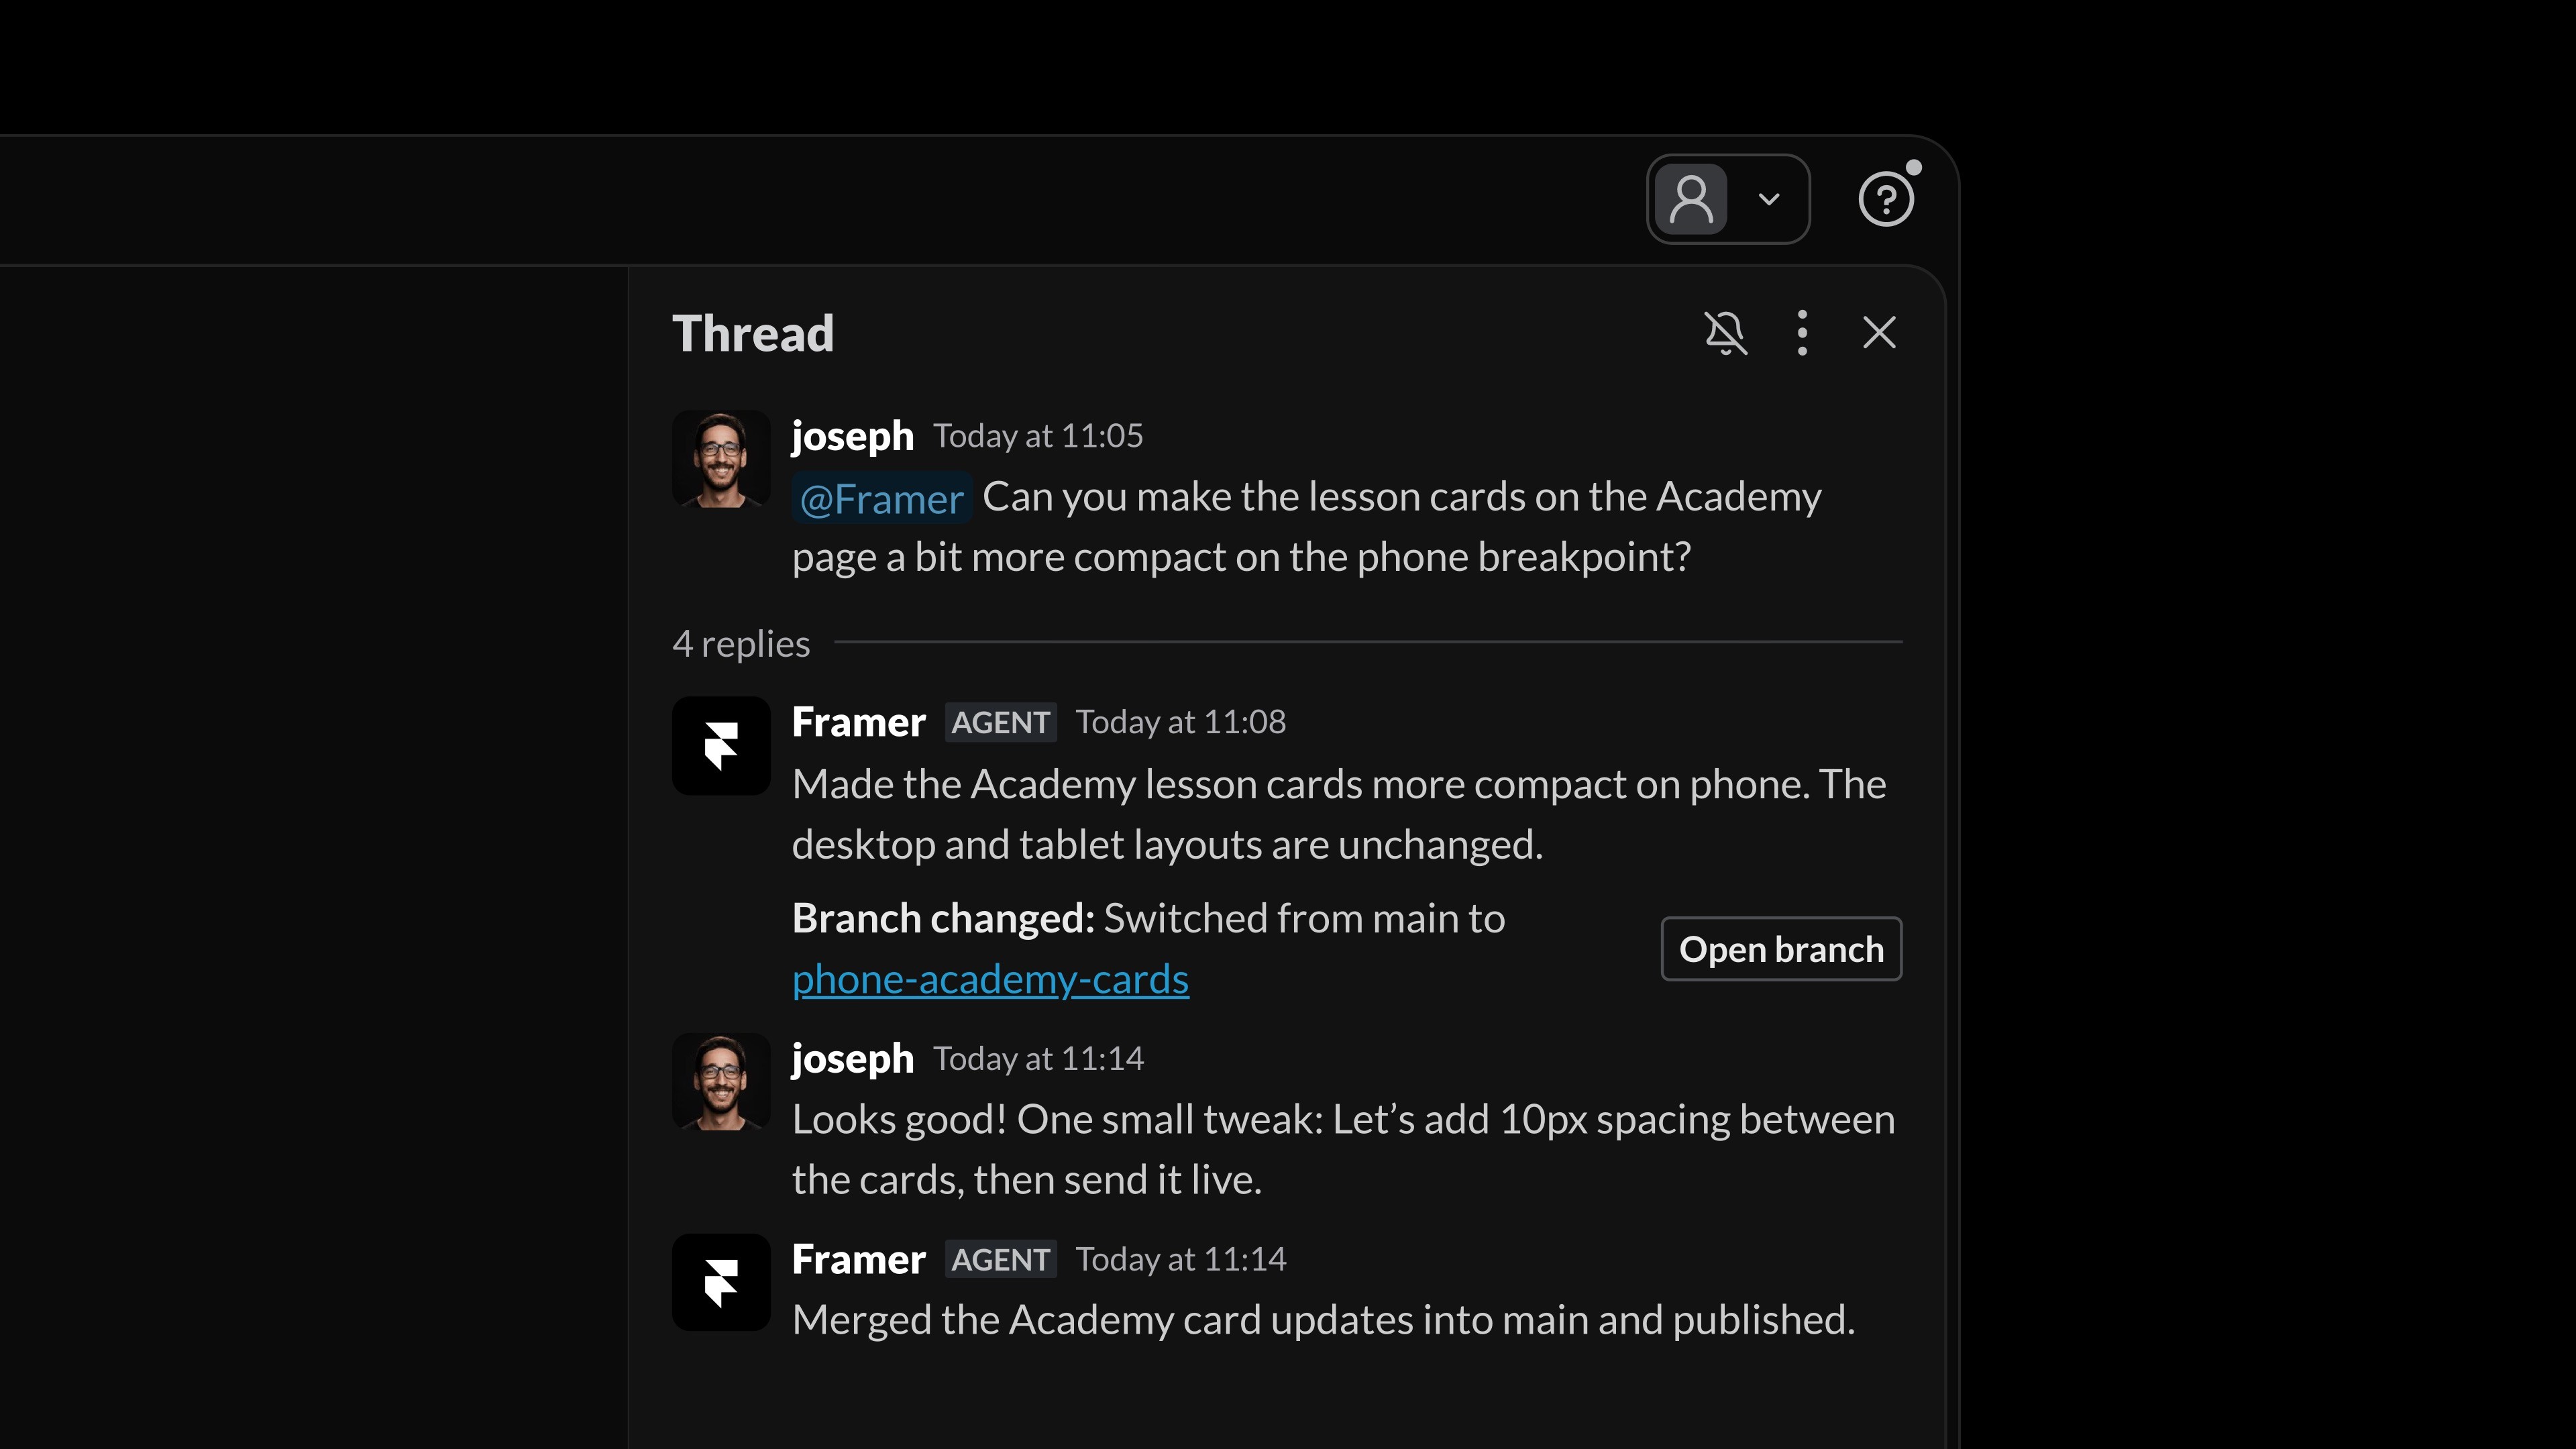 Thread
joseph Today at 11:05
@Framer Can you make the lesson cards on the Academy
page a bit more compact on the phone breakpoint?
4 replies
Framer AGENT Today at 11:08
Made the Academy lesson cards more compact on phone. The
desktop and tablet layouts are unchanged.
Branch changed: Switched from main to
phone-academy-cards
Open branch
joseph Today at 11:14
Looks good! One small tweak: Let’s add 10px spacing between
the cards, then send it live.
Framer AGENT Today at 11:14
Merged the Academy card updates into main and published.